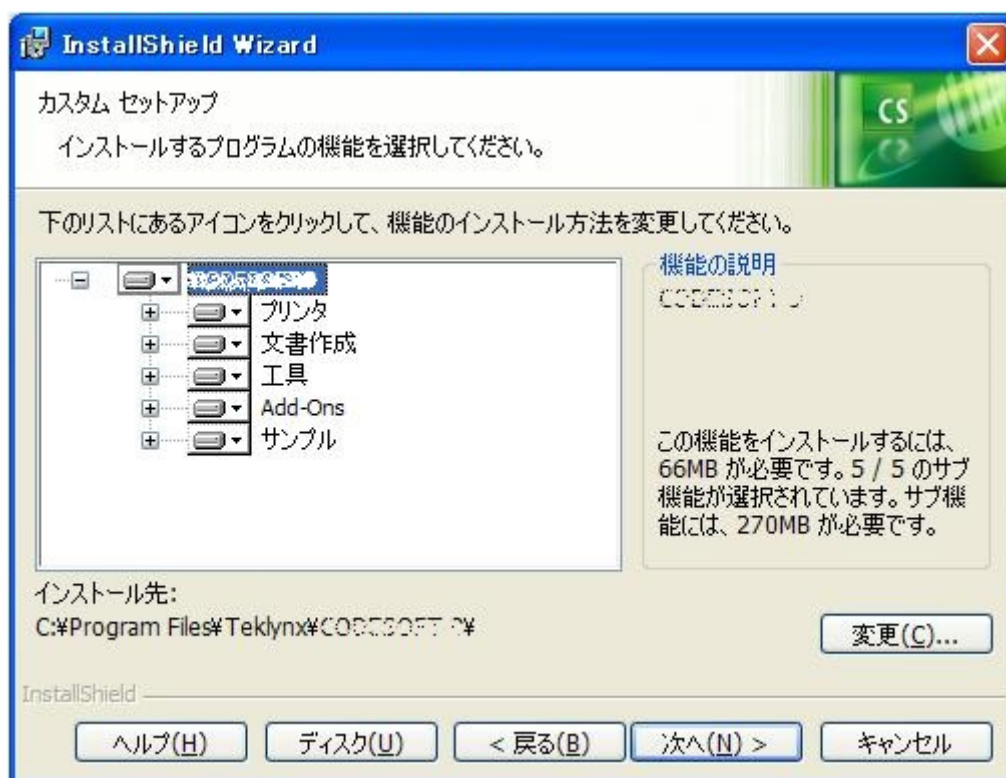 InstallShield Wizard
CS
カスタム セットアップ
インストールするプログラムの機能を選択してください。
下のリストにあるアイコンをクリックして、機能のインストール方法を変更してください。
プリンタ
文書作成
工具
Add-Ons
サンプル
機能の説明
この機能をインストールするには、
66MB が必要です。5 / 5 のサブ
機能が選択されています。サブ機
能には、270MB が必要です。
インストール先:
C:¥Program Files¥Teklynx¥
変更(C)...
InstallShield
ヘルプ(H)
ディスク(U)
< 戻る(B)
次へ(N) >
キャンセル